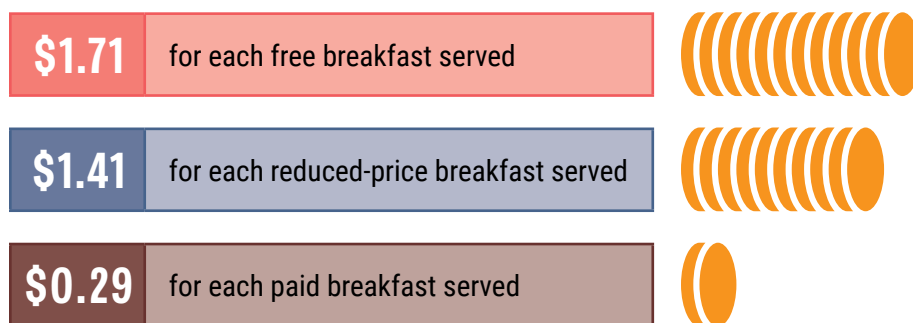 $1.71 for each free breakfast served
$1.41 for each reduced-price breakfast served
$0.29 for each paid breakfast served